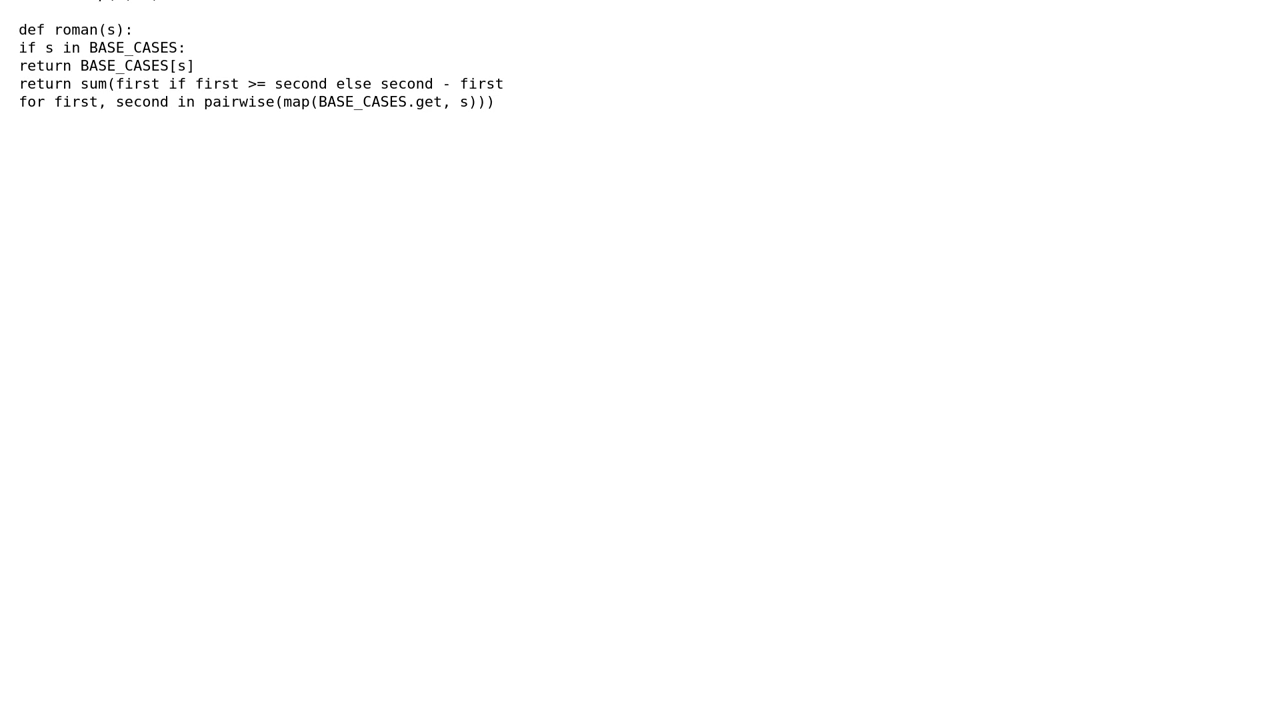 def roman(s):
if s in BASE_CASES:
return BASE_CASES[s]
return sum(first if first >= second else second - first
for first, second in pairwise(map(BASE_CASES.get, s)))